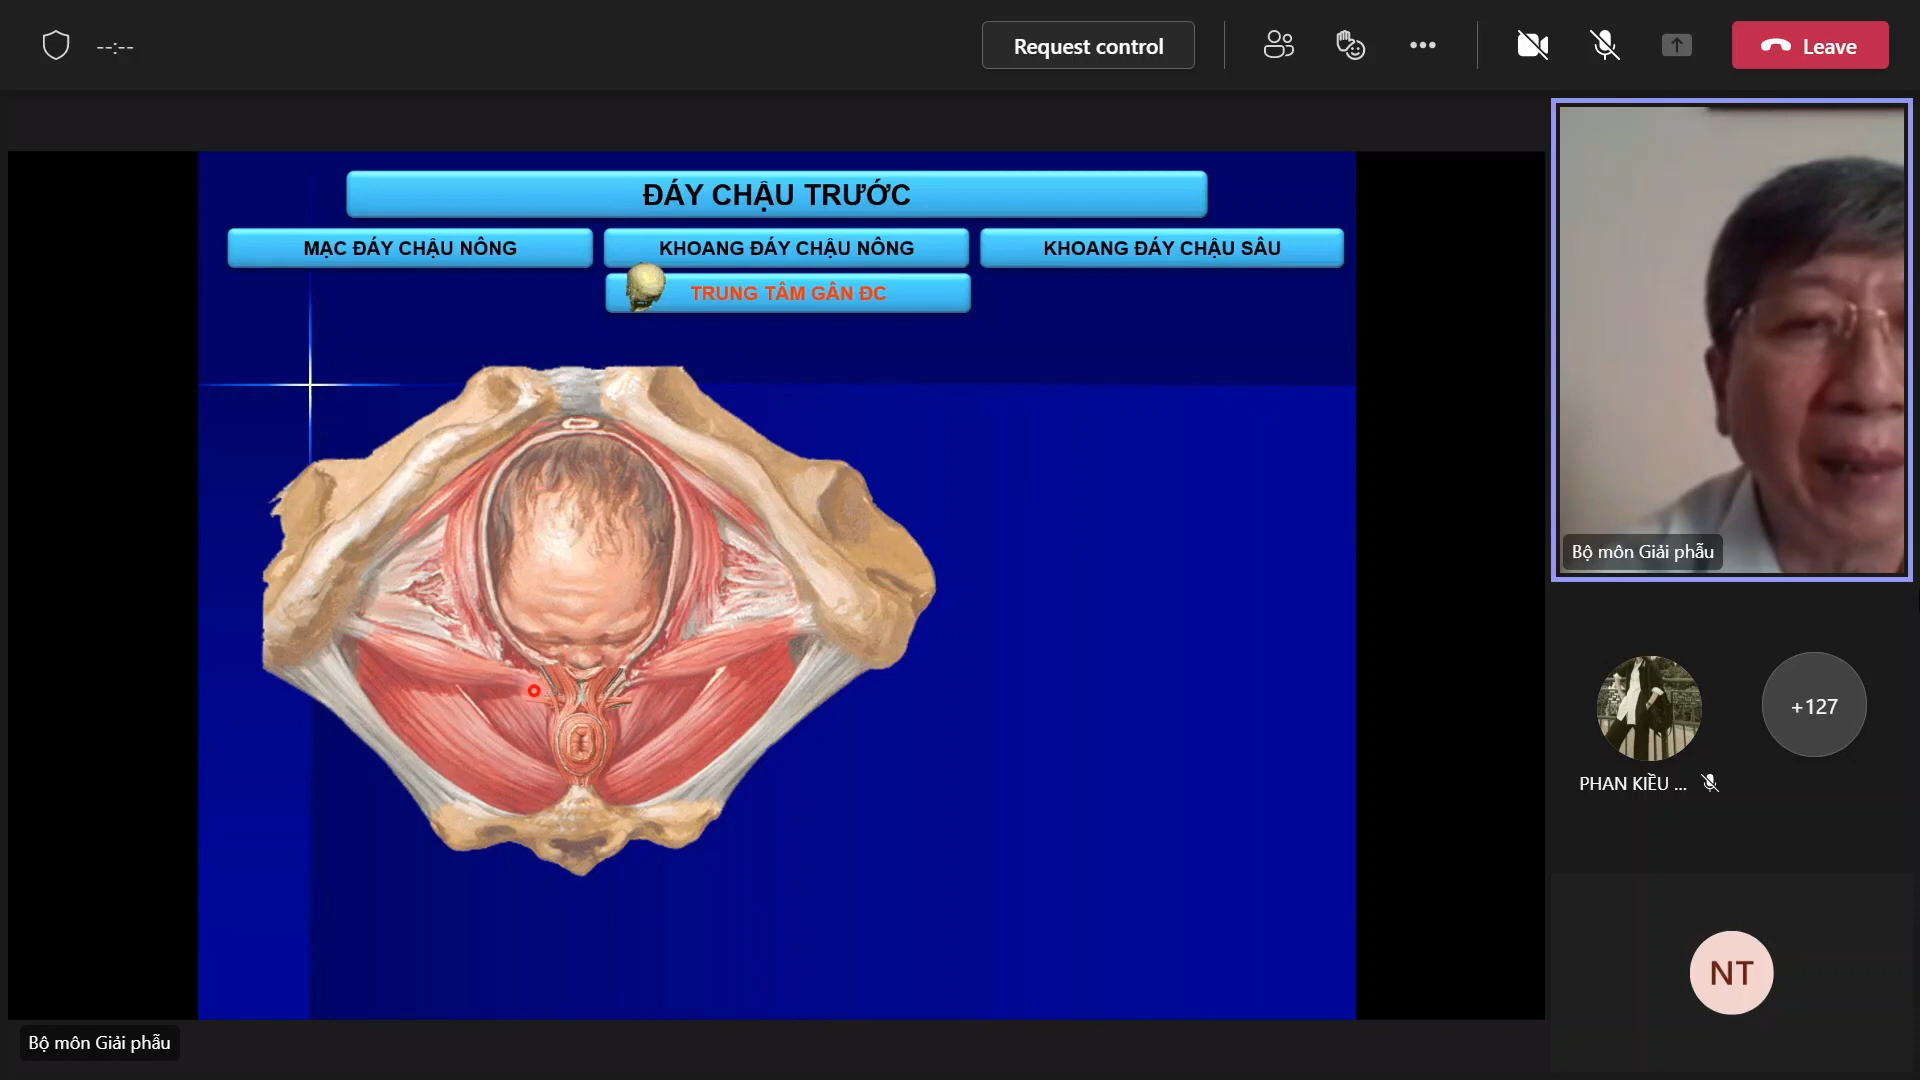 --:--
Request control
Leave
ĐÁY CHẬU TRƯỚC
MẠC ĐÁY CHẬU NÔNG
KHOANG ĐÁY CHẬU NÔNG
KHOANG ĐÁY CHẬU SÂU
TRUNG TÂM GÂN ĐC
Bộ môn Giải phẫu
+127
PHAN KIỀU ...
NT
Bộ môn Giải phẫu